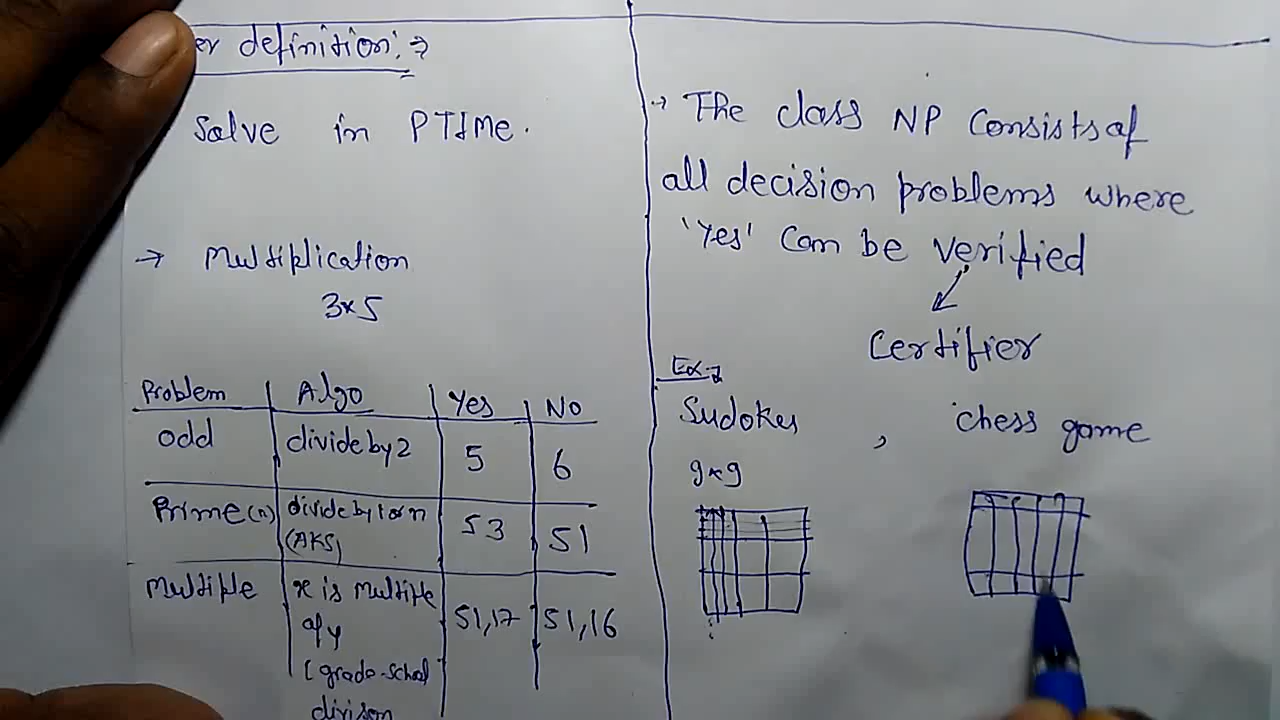 er definition:⇒
Solve in PTIMe.
→ Multiplication
3×5
Problem Algo Yes No
odd divide by 2 5 6
Prime(n) divide by 1 or n 53 51
(AKS)
Multiple x is multiple 51,17 51,16
of y
(grade-school
division
→ The class NP consists of
all decision problems where
'Yes' can be verified
Certifier
Ex-
Sudokes , chess game
9×9